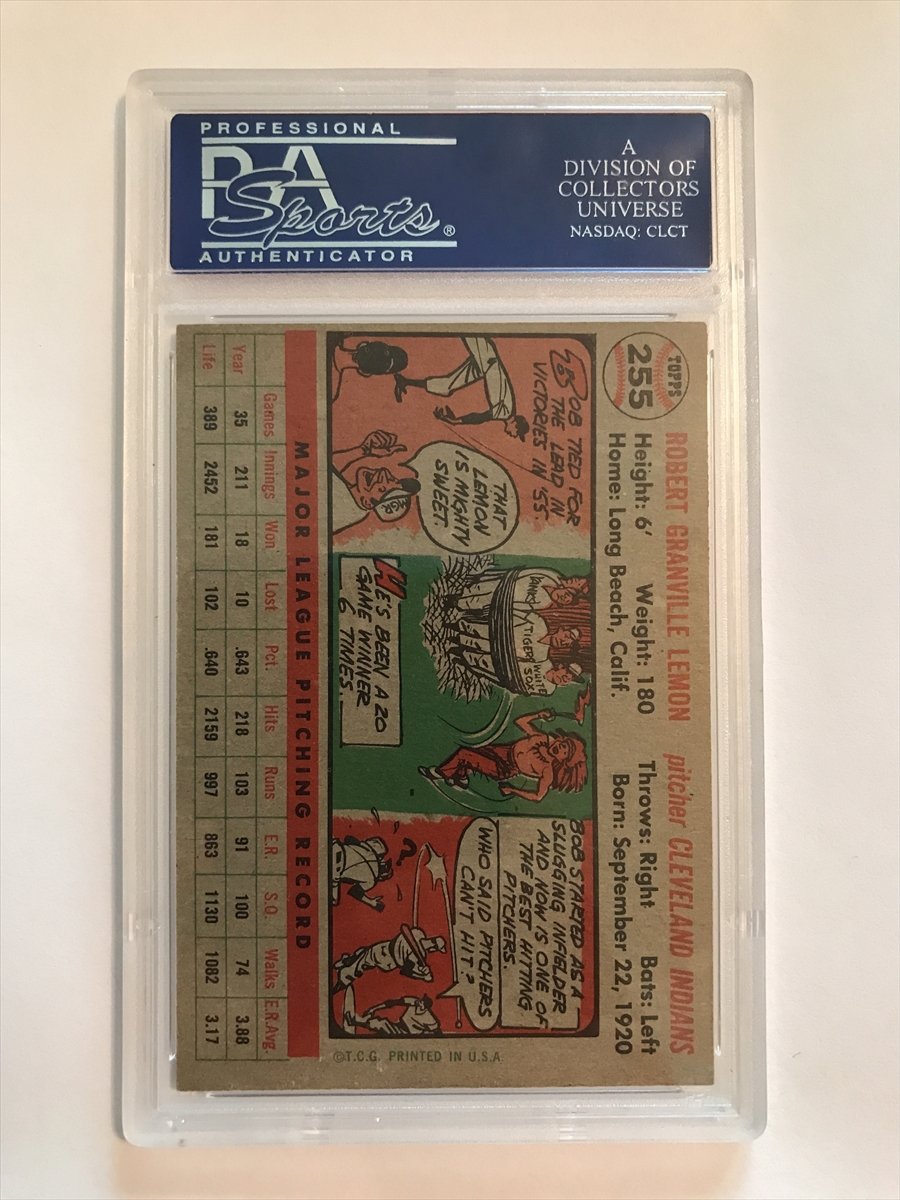 PROFESSIONAL
PSA
Sports®
AUTHENTICATOR
A
DIVISION OF
COLLECTORS
UNIVERSE
NASDAQ: CLCT
TOPPS
255
ROBERT GRANVILLE LEMON pitcher CLEVELAND INDIANS
Height: 6' Weight: 180 Throws: Right Bats: Left
Home: Long Beach, Calif. Born: September 22, 1920
BOB TIED FOR
THE LEAD IN
VICTORIES IN '55.
THAT
LEMON
IS MIGHTY
SWEET.
MGR
YANKS
TIGERS
WHITE
SOX
HE'S BEEN A 20
GAME WINNER
6 TIMES.
BOB STARTED AS A
SLUGGING INFIELDER
AND NOW IS ONE OF
THE BEST HITTING
PITCHERS.
WHO SAID PITCHERS
CAN'T HIT?
?
MAJOR LEAGUE PITCHING RECORD
Games Innings Won Lost Pct. Hits Runs E.R. S.O. Walks E.R.Avg.
Year 35 211 18 10 .643 218 103 91 100 74 3.88
Life 389 2452 181 102 .640 2159 997 863 1130 1082 3.17
©T.C.G. PRINTED IN U.S.A.